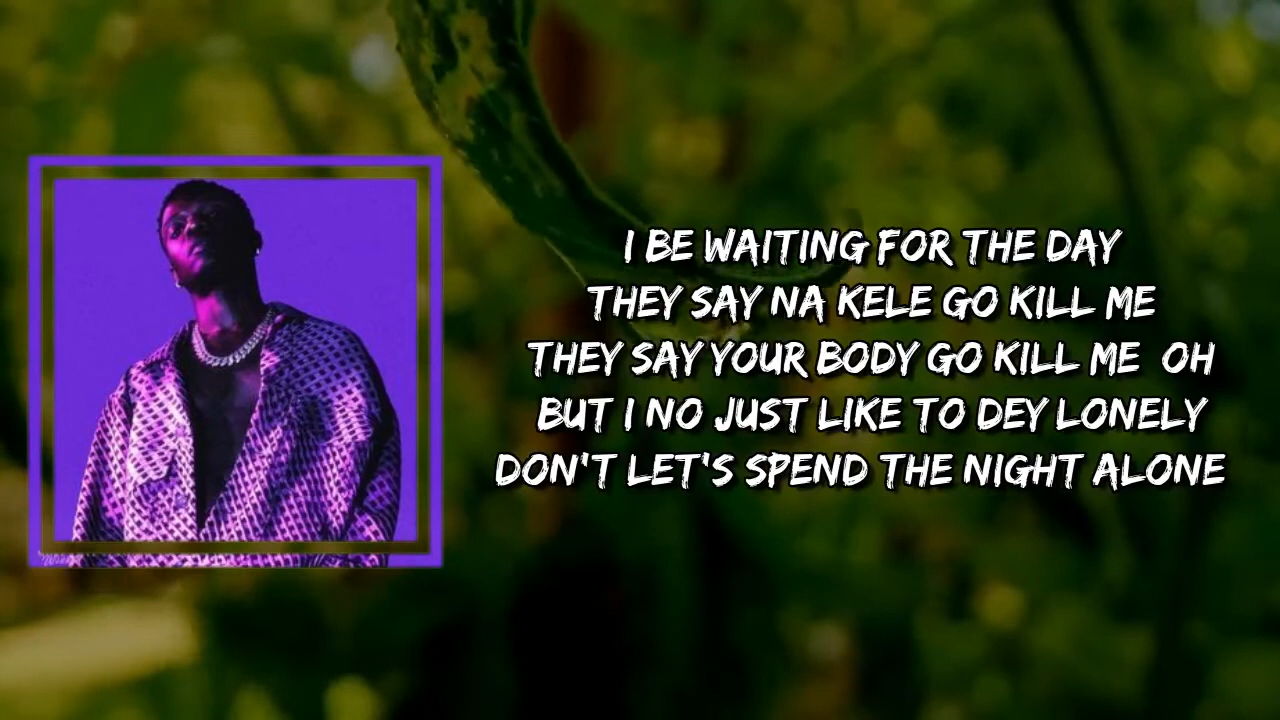 I BE WAITING FOR THE DAY
THEY SAY NA KELE GO KILL ME
THEY SAY YOUR BODY GO KILL ME OH
BUT I NO JUST LIKE TO DEY LONELY
DON'T LET'S SPEND THE NIGHT ALONE